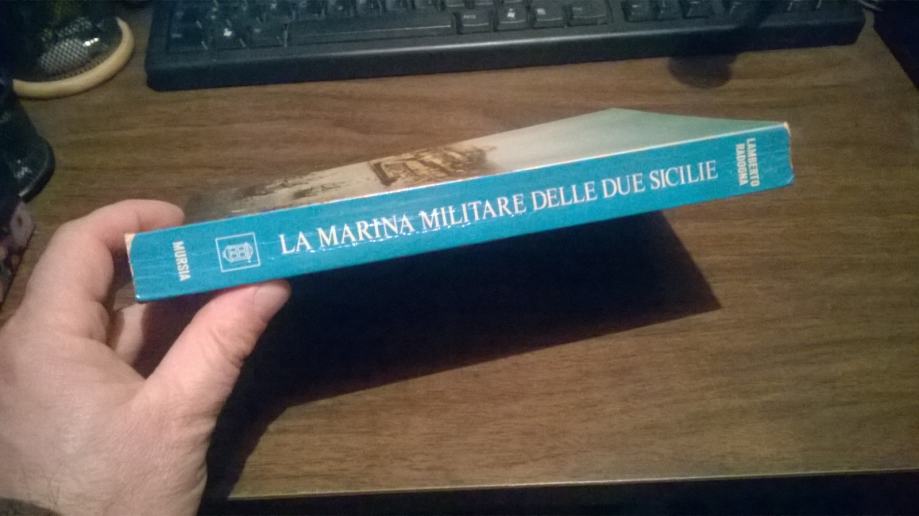 LAMBERTO
RADOGNA
LA MARINA MILITARE DELLE DUE SICILIE
MURSIA